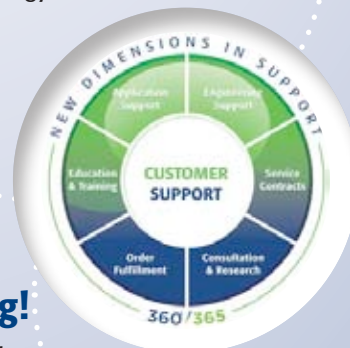 NEW DIMENSIONS IN SUPPORT
Application
Support
Engineering
Support
Education
& Training
CUSTOMER
SUPPORT
Service
Contracts
Order
Fulfillment
Consultation
& Research
360/365
g!